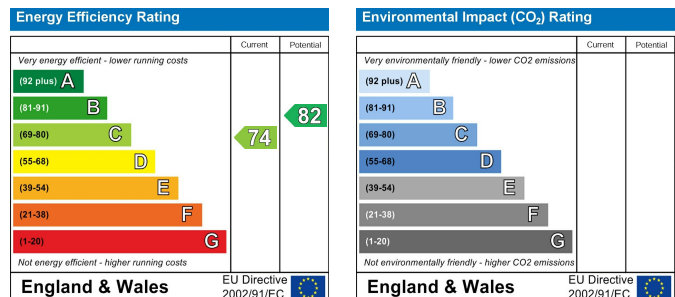 Energy Efficiency Rating
Current Potential
Very energy efficient - lower running costs
(92 plus) A
(81-91) B
82
(69-80) C
74
(55-68) D
(39-54) E
(21-38) F
(1-20) G
Not energy efficient - higher running costs
England & Wales
EU Directive
2002/91/EC
Environmental Impact (CO₂) Rating
Current Potential
Very environmentally friendly - lower CO2 emissions
(92 plus) A
(81-91) B
(69-80) C
(55-68) D
(39-54) E
(21-38) F
(1-20) G
Not environmentally friendly - higher CO2 emissions
England & Wales
EU Directive
2002/91/EC